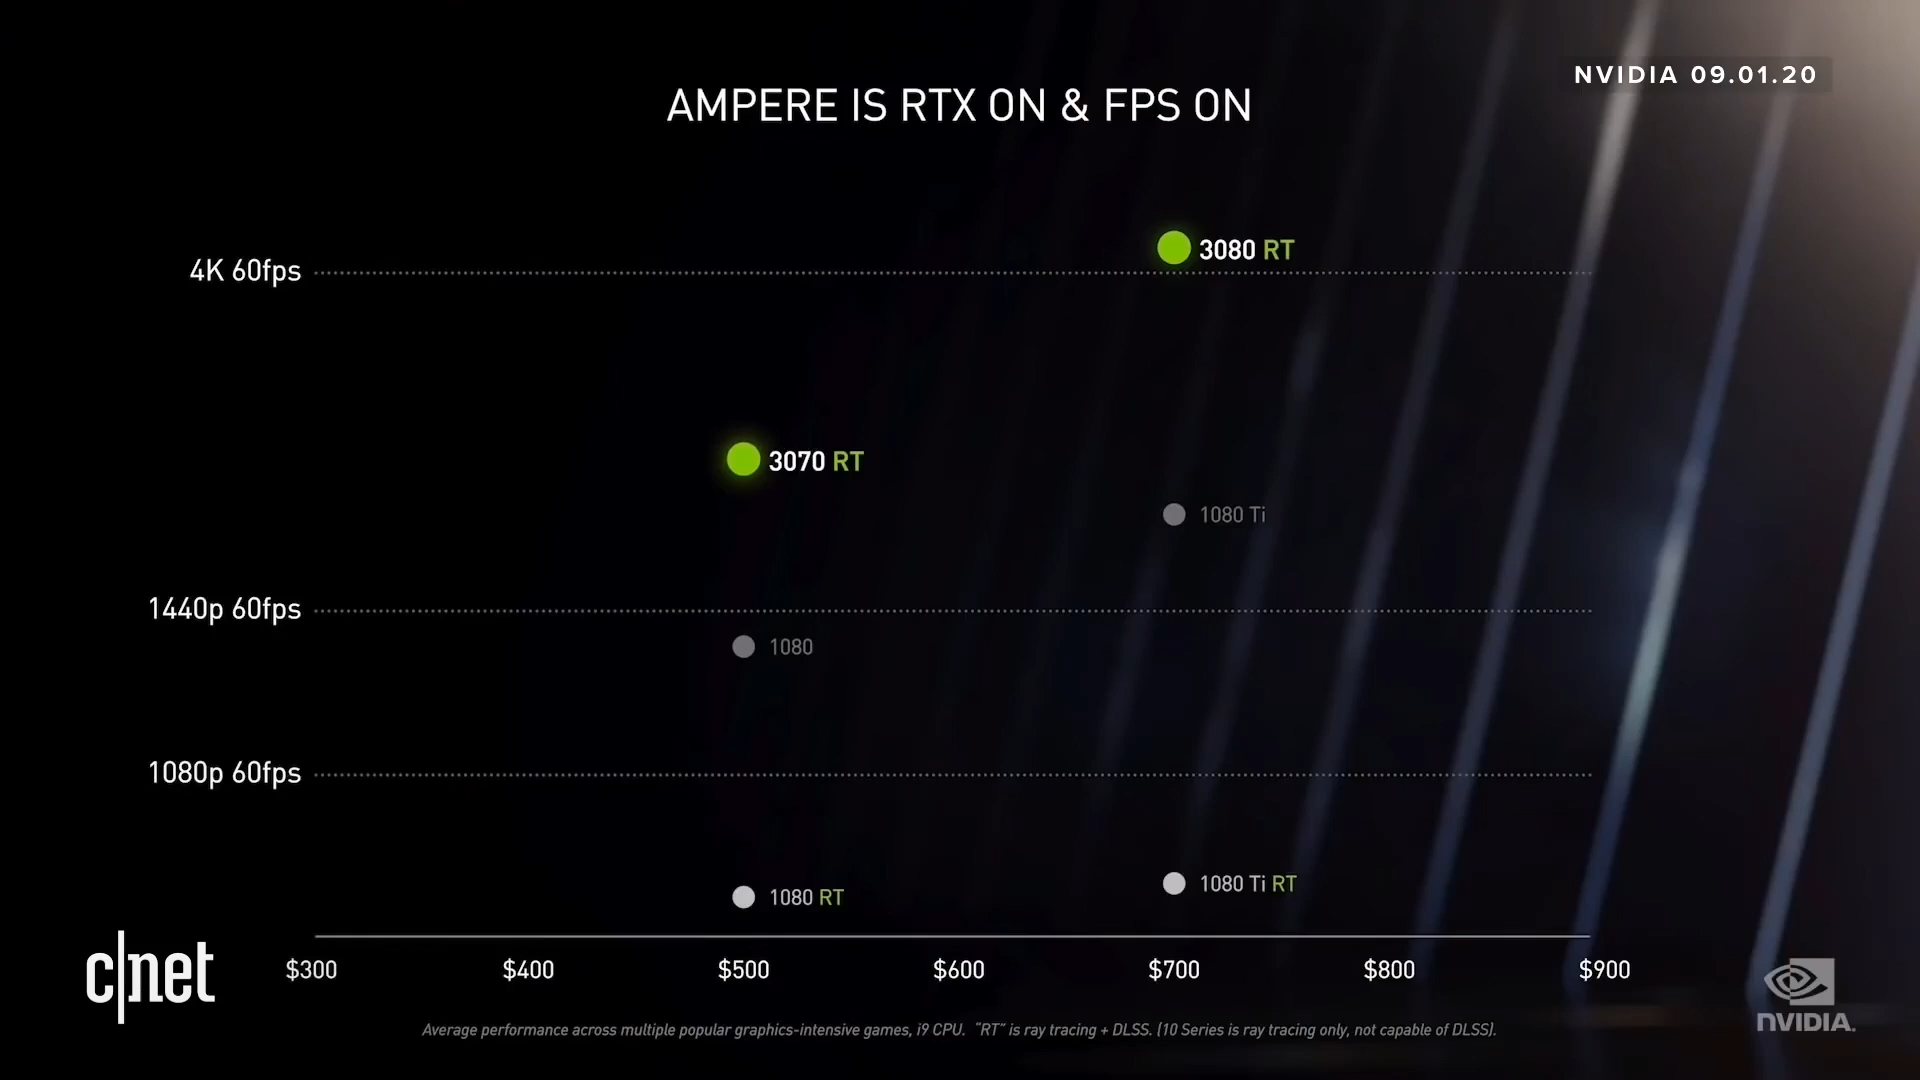 NVIDIA 09.01.20
AMPERE IS RTX ON & FPS ON
4K 60fps
3080 RT
3070 RT
1080 Ti
1440p 60fps
1080
1080p 60fps
1080 RT
1080 Ti RT
c|net
$300 $400 $500 $600 $700 $800 $900
NVIDIA.
Average performance across multiple popular graphics-intensive games, i9 CPU. "RT" is ray tracing + DLSS. (10 Series is ray tracing only, not capable of DLSS).